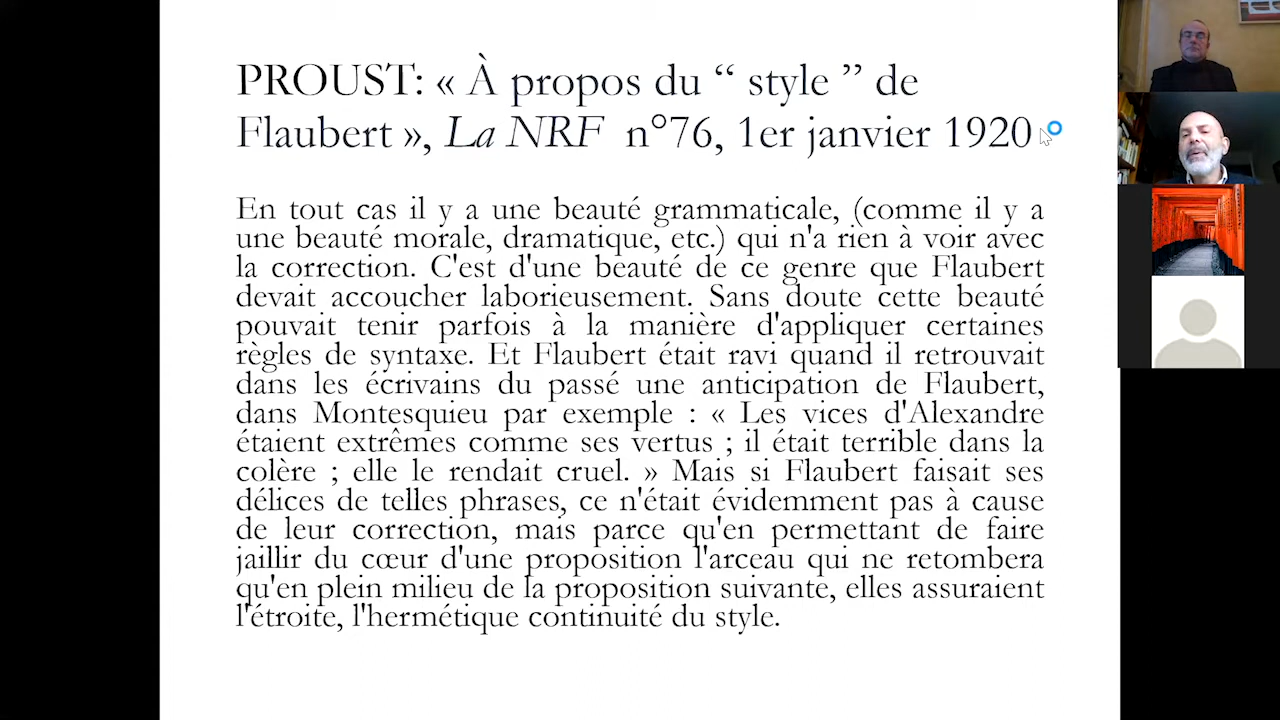 PROUST: « À propos du “ style ” de
Flaubert », La NRF n°76, 1er janvier 1920
En tout cas il y a une beauté grammaticale, (comme il y a
une beauté morale, dramatique, etc.) qui n'a rien à voir avec
la correction. C'est d'une beauté de ce genre que Flaubert
devait accoucher laborieusement. Sans doute cette beauté
pouvait tenir parfois à la manière d'appliquer certaines
règles de syntaxe. Et Flaubert était ravi quand il retrouvait
dans les écrivains du passé une anticipation de Flaubert,
dans Montesquieu par exemple : « Les vices d'Alexandre
étaient extrêmes comme ses vertus ; il était terrible dans la
colère ; elle le rendait cruel. » Mais si Flaubert faisait ses
délices de telles phrases, ce n'était évidemment pas à cause
de leur correction, mais parce qu'en permettant de faire
jaillir du cœur d'une proposition l'arceau qui ne retombera
qu'en plein milieu de la proposition suivante, elles assuraient
l'étroite, l'hermétique continuité du style.